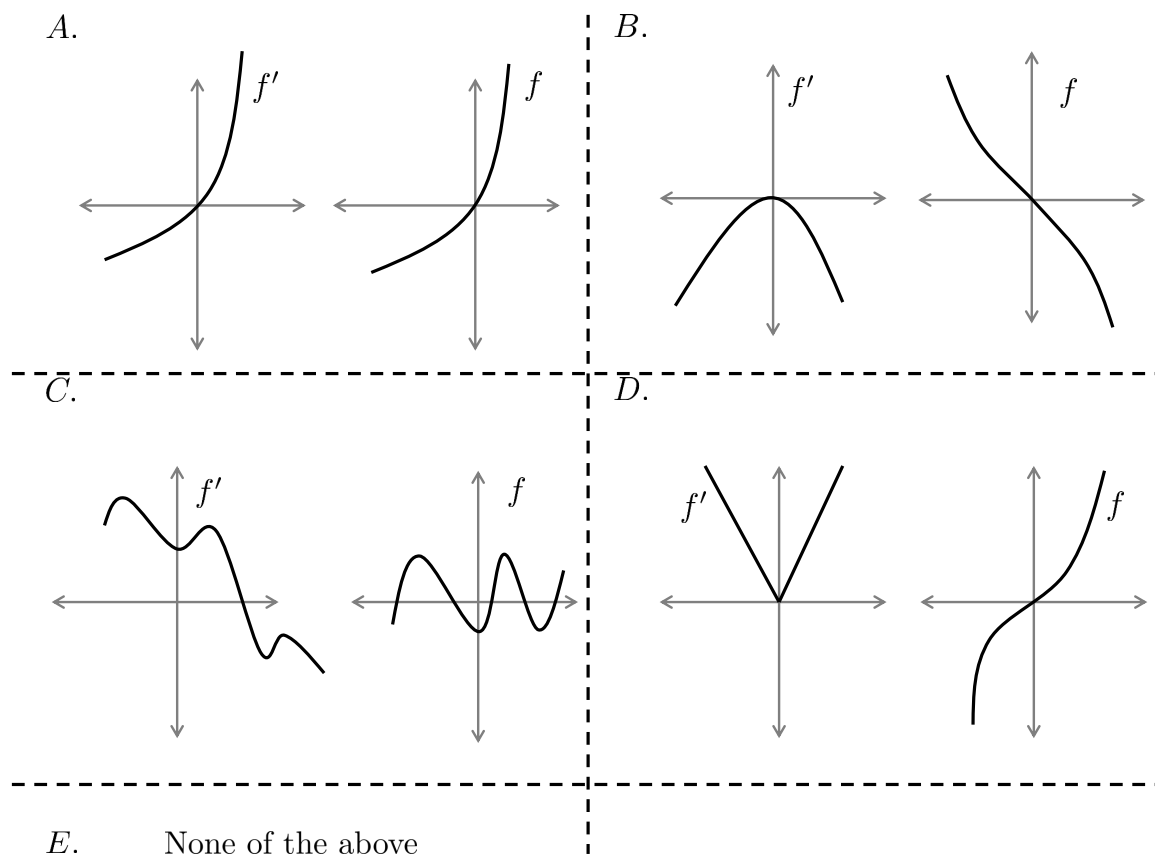 A.
f′
f
B.
f′
f
C.
f′
f
D.
f′
f
E. None of the above